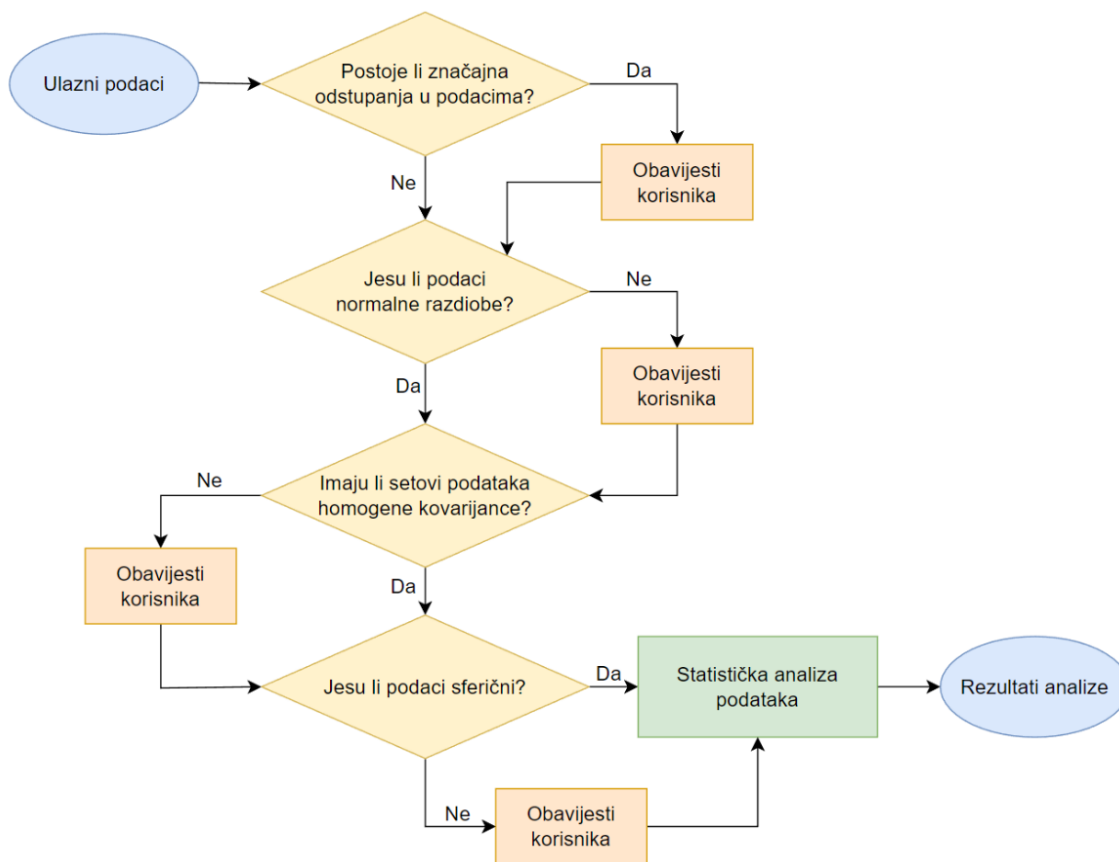 Ulazni podaci
Postoje li značajna
odstupanja u podacima?
Da
Obavijesti
korisnika
Ne
Jesu li podaci
normalne razdiobe?
Ne
Obavijesti
korisnika
Da
Imaju li setovi podataka
homogene kovarijance?
Ne
Obavijesti
korisnika
Da
Jesu li podaci sferični?
Da
Statistička analiza
podataka
Rezultati analize
Ne
Obavijesti
korisnika